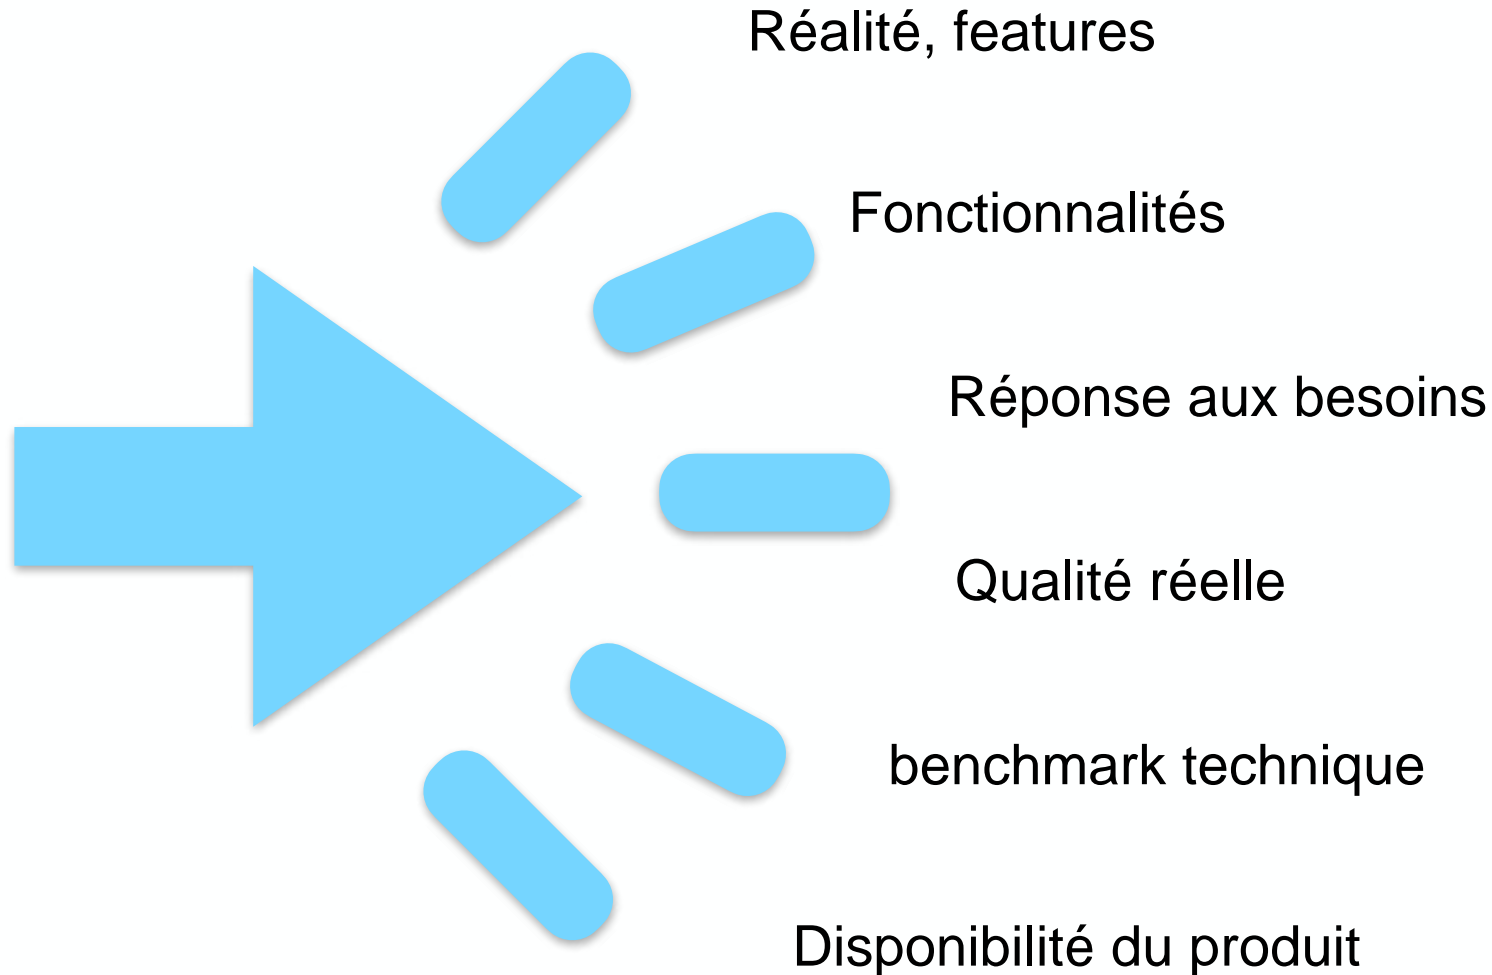 Réalité, features
Fonctionnalités
Réponse aux besoins
Qualité réelle
benchmark technique
Disponibilité du produit